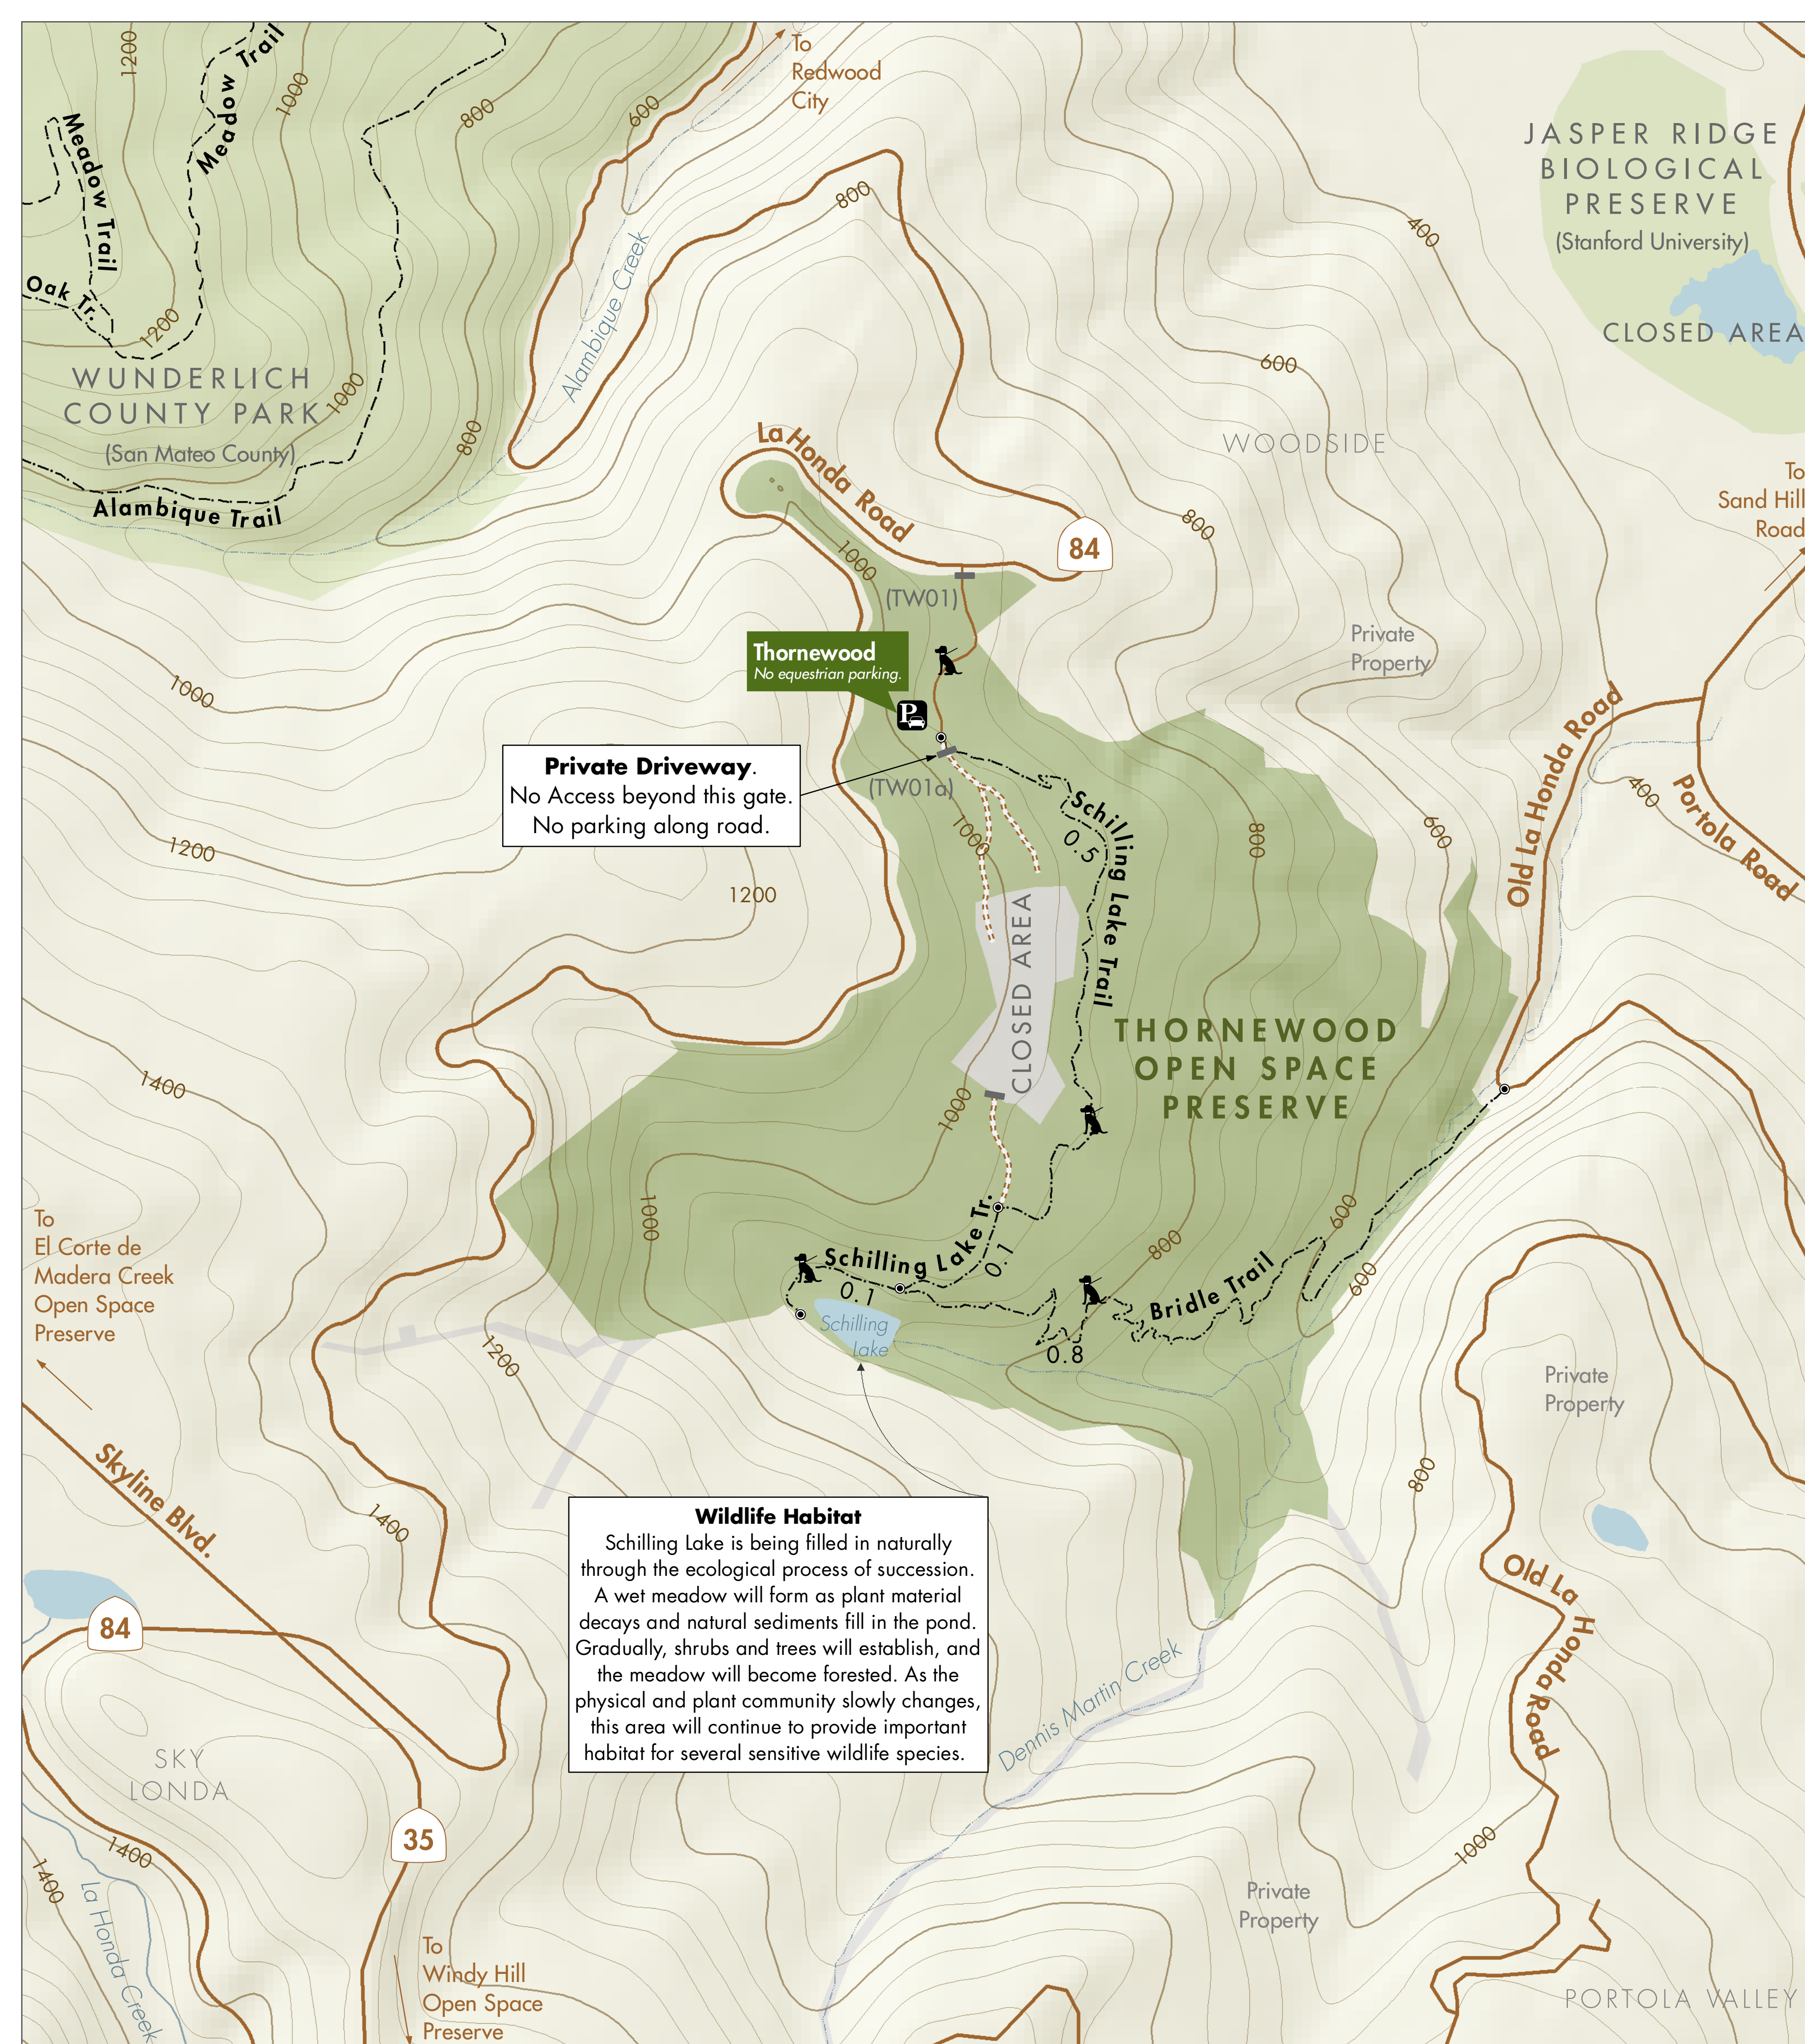 1200
Meadow Trail
1000
800
600
To
Redwood
City
Meadow Trail
Oak Tr.
1200
WUNDERLICH
COUNTY PARK
(San Mateo County)
1000
800
Alambique Trail
Alambique Creek
800
400
JASPER RIDGE
BIOLOGICAL
PRESERVE
(Stanford University)
CLOSED AREA
600
WOODSIDE
To
Sand Hill
Road
La Honda Road
84
800
1000
(TW01)
Thornewood
No equestrian parking.
P
Private
Property
Private Driveway.
No Access beyond this gate.
No parking along road.
(TW01a)
1000
1000
1200
1200
Schilling Lake Trail
0.5
800
600
Old La Honda Road
400
Portola Road
CLOSED AREA
THORNEWOOD
OPEN SPACE
PRESERVE
1400
1000
1000
Schilling Lake Tr.
0.1
0.1
Schilling
Lake
800
600
600
Bridle Trail
0.8
To
El Corte de
Madera Creek
Open Space
Preserve
1200
Private
Property
Skyline Blvd.
1400
800
Wildlife Habitat
Schilling Lake is being filled in naturally
through the ecological process of succession.
A wet meadow will form as plant material
decays and natural sediments fill in the pond.
Gradually, shrubs and trees will establish, and
the meadow will become forested. As the
physical and plant community slowly changes,
this area will continue to provide important
habitat for several sensitive wildlife species.
Old La Honda Road
84
Dennis Martin Creek
SKY
LONDA
35
1400
1400
La Honda Creek
1000
Private
Property
To
Windy Hill
Open Space
Preserve
PORTOLA VALLEY